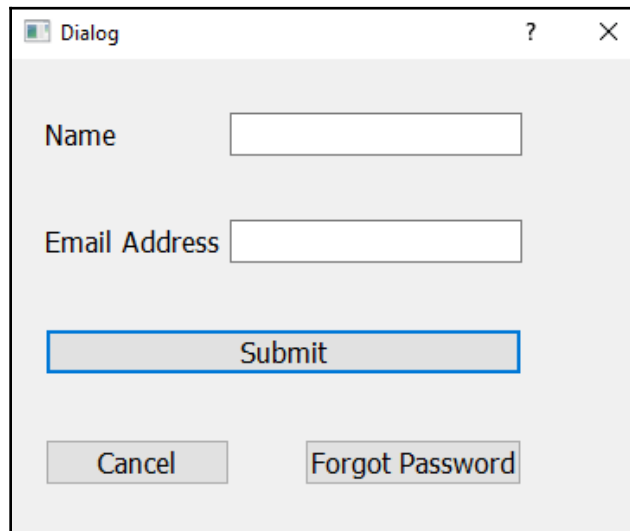 Dialog ?
Name
Email Address
Submit
Cancel Forgot Password